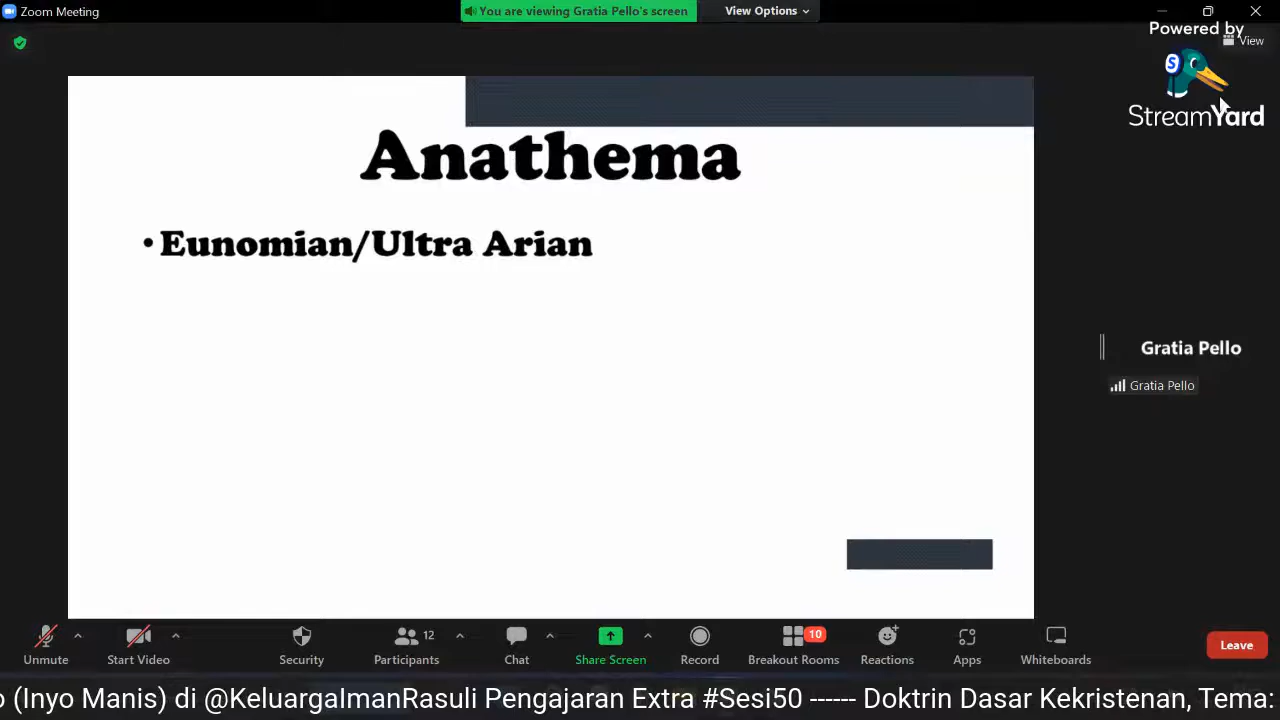 Zoom Meeting
You are viewing Gratia Pello's screen
View Options
Powered by
View
S
StreamYard
Anathema
• Eunomian/Ultra Arian
Gratia Pello
Gratia Pello
Unmute
Start Video
Security
12
Participants
Chat
Share Screen
Record
10
Breakout Rooms
Reactions
Apps
Whiteboards
Leave
o (Inyo Manis) di @KeluargaImanRasuli Pengajaran Extra #Sesi50 ------ Doktrin Dasar Kekristenan, Tema: